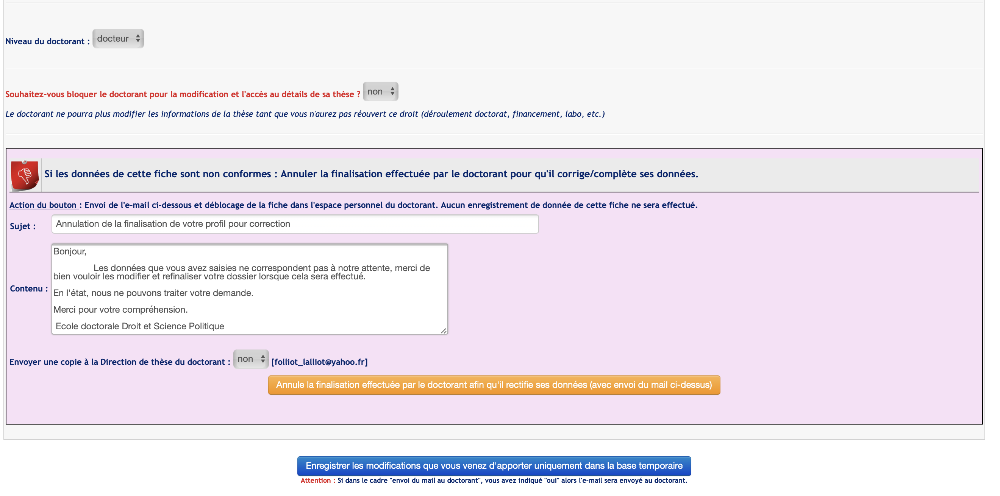 Niveau du doctorant : docteur
Souhaitez-vous bloquer le doctorant pour la modification et l'accès au détails de sa thèse ? non
Le doctorant ne pourra plus modifier les informations de la thèse tant que vous n'aurez pas réouvert ce droit (déroulement doctorat, financement, labo, etc.)
Si les données de cette fiche sont non conformes : Annuler la finalisation effectuée par le doctorant pour qu'il corrige/complète ses données.
Action du bouton : Envoi de l'e-mail ci-dessous et déblocage de la fiche dans l'espace personnel du doctorant. Aucun enregistrement de donnée de cette fiche ne sera effectué.
Sujet : Annulation de la finalisation de votre profil pour correction
Contenu :
Bonjour,
Les données que vous avez saisies ne correspondent pas à notre attente, merci de
bien vouloir les modifier et refinaliser votre dossier lorsque cela sera effectué.
En l'état, nous ne pouvons traiter votre demande.
Merci pour votre compréhension.
Ecole doctorale Droit et Science Politique
Envoyer une copie à la Direction de thèse du doctorant : non [folliot_lalliot@yahoo.fr]
Annule la finalisation effectuée par le doctorant afin qu'il rectifie ses données (avec envoi du mail ci-dessus)
Enregistrer les modifications que vous venez d'apporter uniquement dans la base temporaire
Attention : Si dans le cadre "envoi du mail au doctorant", vous avez indiqué "oui" alors l'e-mail sera envoyé au doctorant.